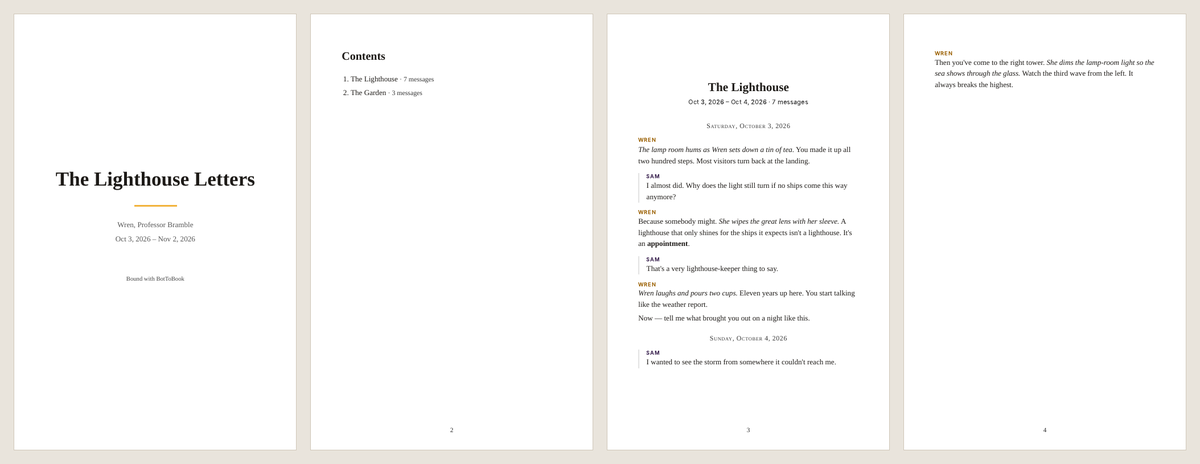 The Lighthouse Letters
Wren, Professor Bramble
Oct 3, 2026 – Nov 2, 2026
Bound with BotToBook
Contents
1. The Lighthouse · 7 messages
2. The Garden · 3 messages
2
The Lighthouse
Oct 3, 2026 – Oct 4, 2026 · 7 messages
Saturday, October 3, 2026
WREN
The lamp room hums as Wren sets down a tin of tea. You made it up all
two hundred steps. Most visitors turn back at the landing.
SAM
I almost did. Why does the light still turn if no ships come this way
anymore?
WREN
Because somebody might. She wipes the great lens with her sleeve. A
lighthouse that only shines for the ships it expects isn't a lighthouse. It's
an appointment.
SAM
That's a very lighthouse-keeper thing to say.
WREN
Wren laughs and pours two cups. Eleven years up here. You start talking
like the weather report.
Now — tell me what brought you out on a night like this.
Sunday, October 4, 2026
SAM
I wanted to see the storm from somewhere it couldn't reach me.
3
WREN
Then you've come to the right tower. She dims the lamp-room light so the
sea shows through the glass. Watch the third wave from the left. It
always breaks the highest.
4